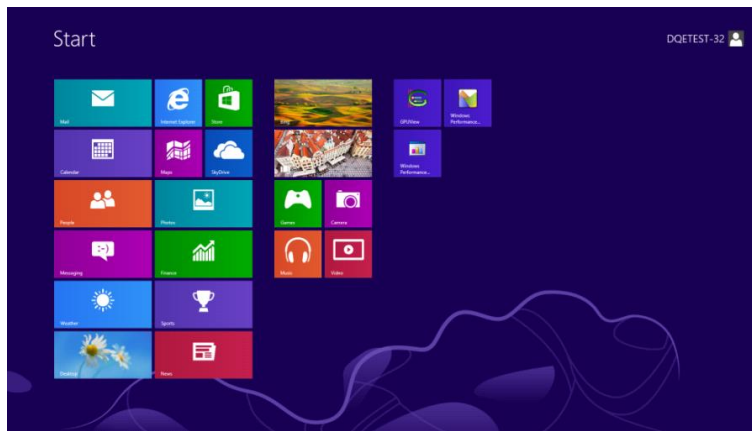 Start
DQETEST-32
Mail
Internet Explorer
Store
Calendar
Maps
SkyDrive
People
Photos
Messaging
Finance
Weather
Sports
Desktop
News
Games
Camera
Music
Video
GPUView
Windows
Performance...
Windows
Performance...